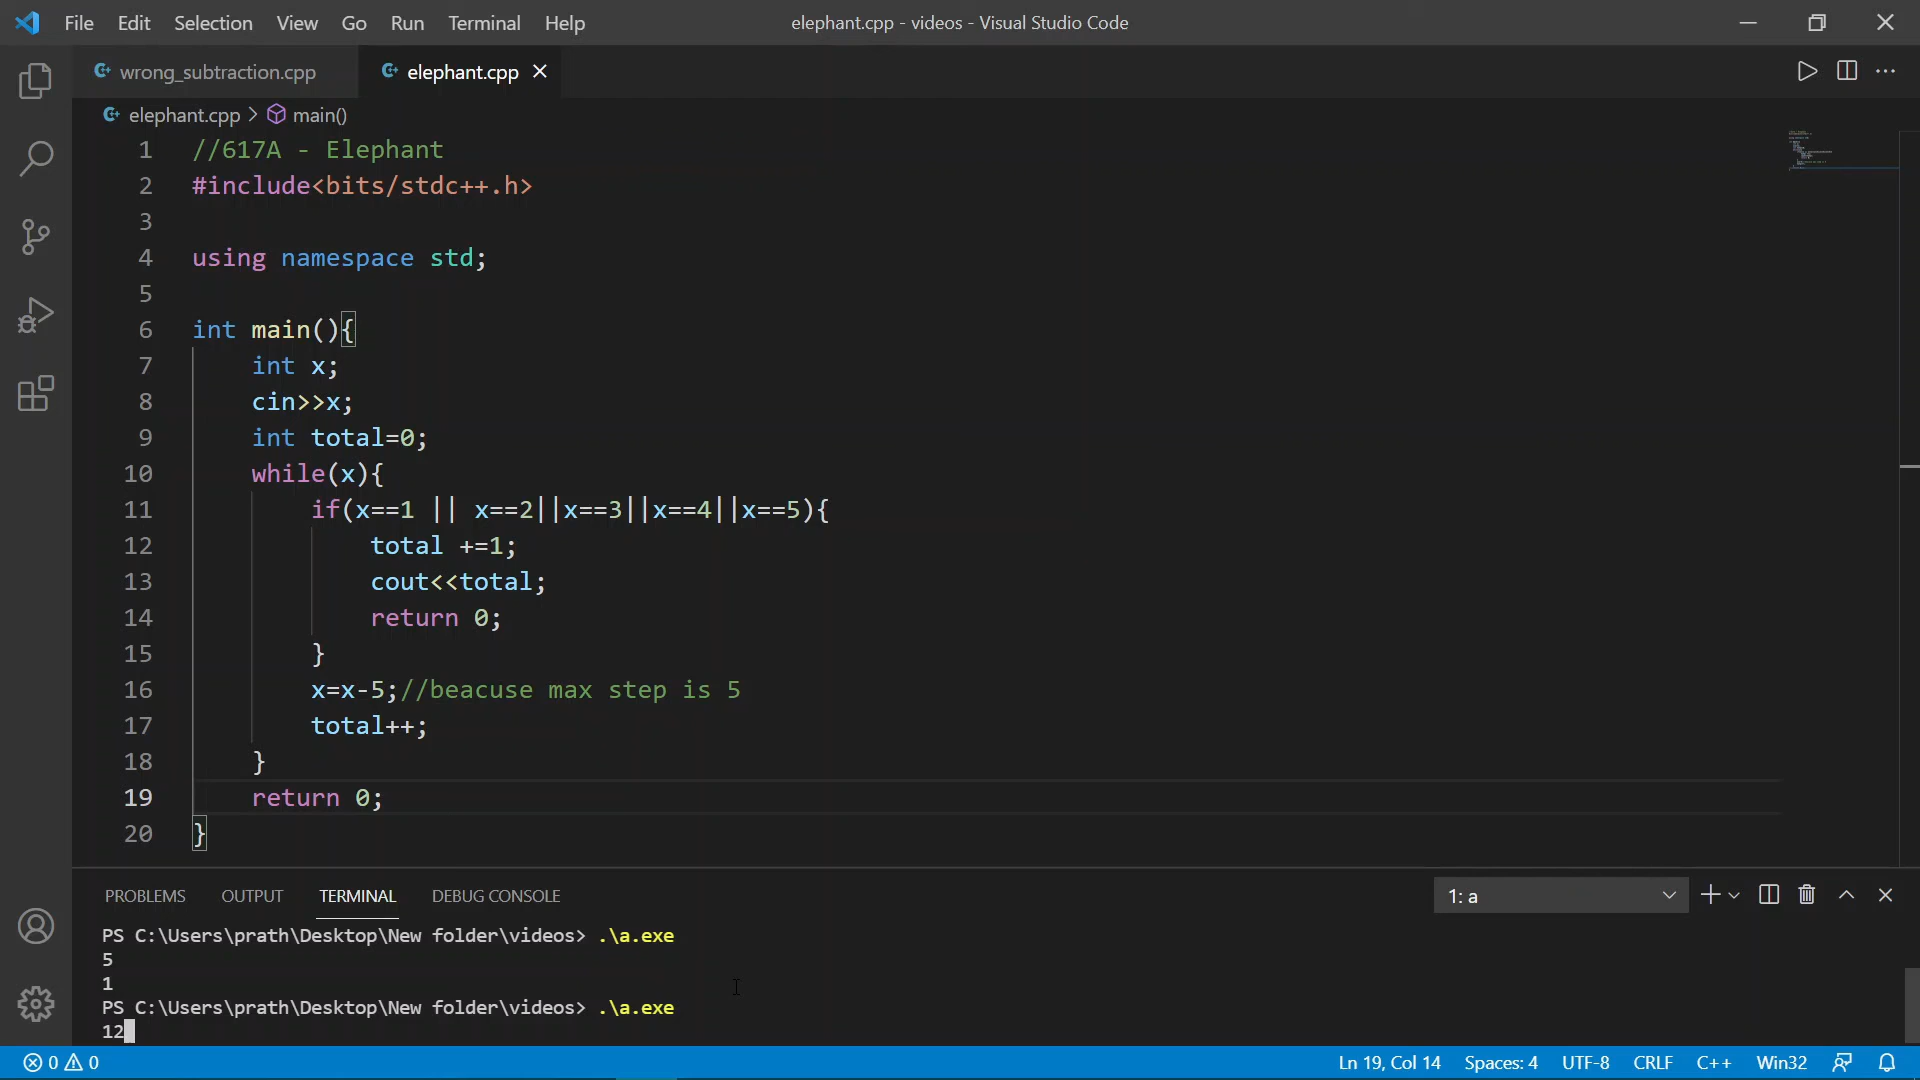 File Edit Selection View Go Run Terminal Help elephant.cpp - videos - Visual Studio Code
wrong_subtraction.cpp elephant.cpp
elephant.cpp > main()
1 //617A - Elephant
2 #include<bits/stdc++.h>
3
4 using namespace std;
5
6 int main(){
7 int x;
8 cin>>x;
9 int total=0;
10 while(x){
11 if(x==1 || x==2||x==3||x==4||x==5){
12 total +=1;
13 cout<<total;
14 return 0;
15 }
16 x=x-5;//beacuse max step is 5
17 total++;
18 }
19 return 0;
20 }
PROBLEMS OUTPUT TERMINAL DEBUG CONSOLE 1: a
PS C:\Users\prath\Desktop\New folder\videos> .\a.exe
5
1
PS C:\Users\prath\Desktop\New folder\videos> .\a.exe
12
0 0 Ln 19, Col 14 Spaces: 4 UTF-8 CRLF C++ Win32